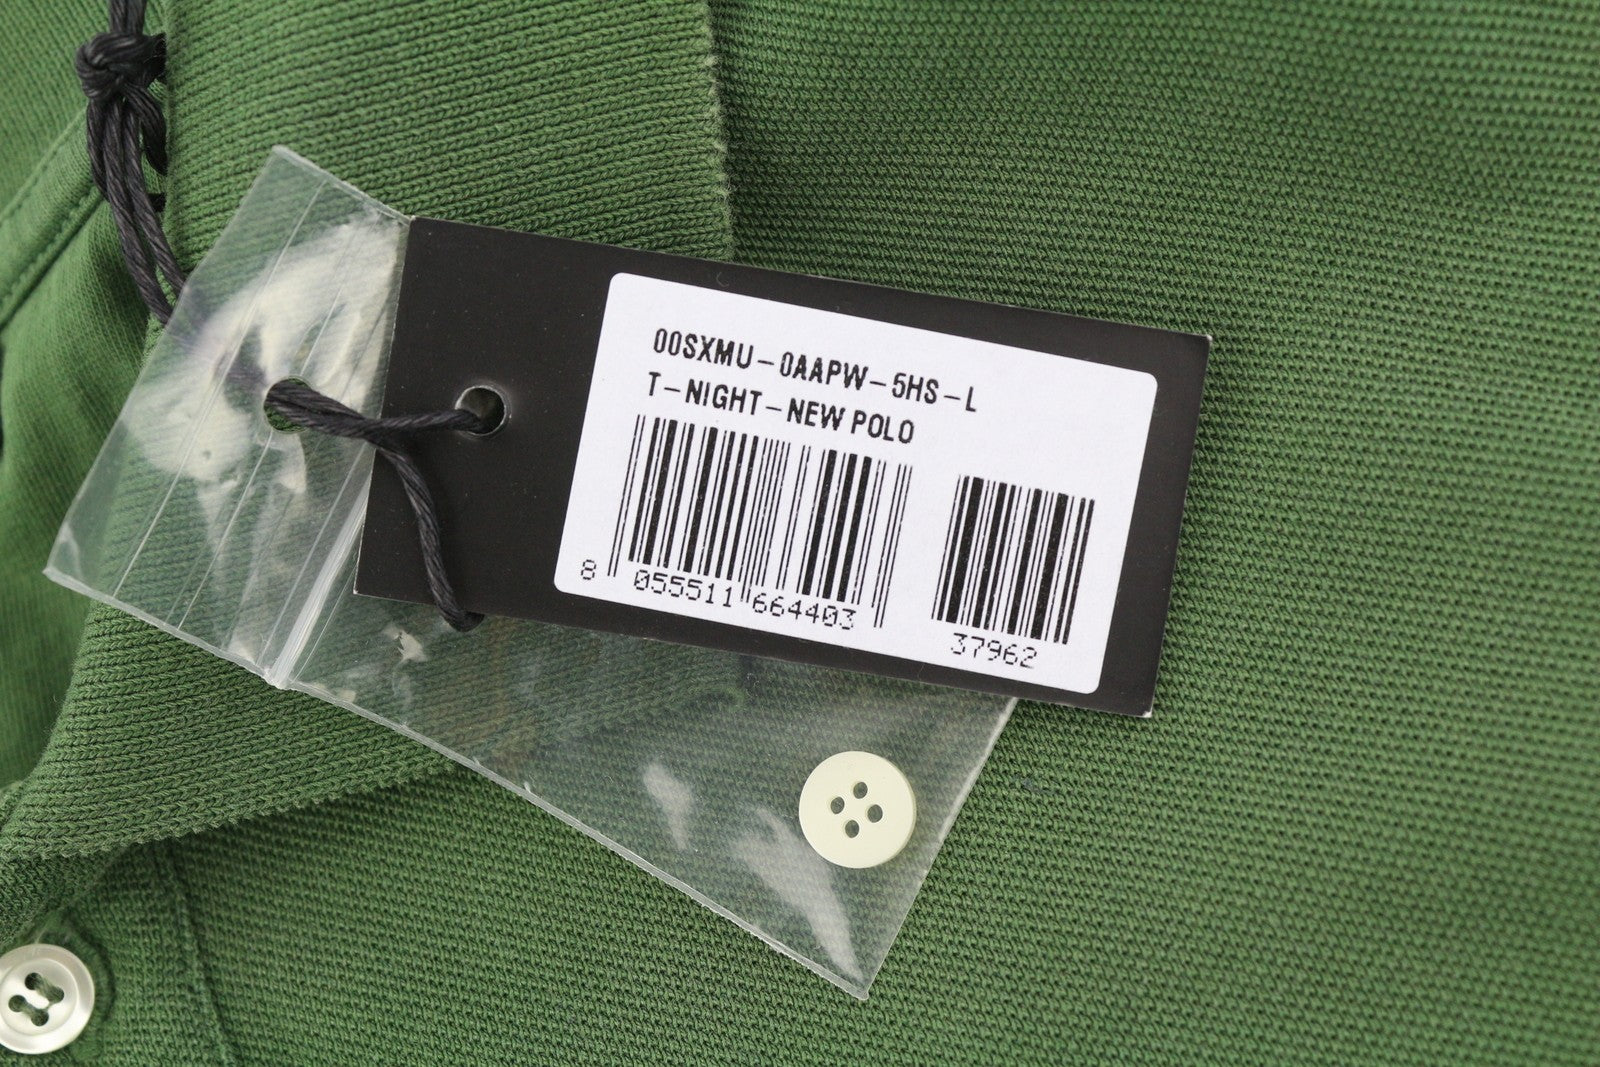 00SXMU-0AAPW-5HS-L
T-NIGHT-NEW POLO
8 055511 664403
37962